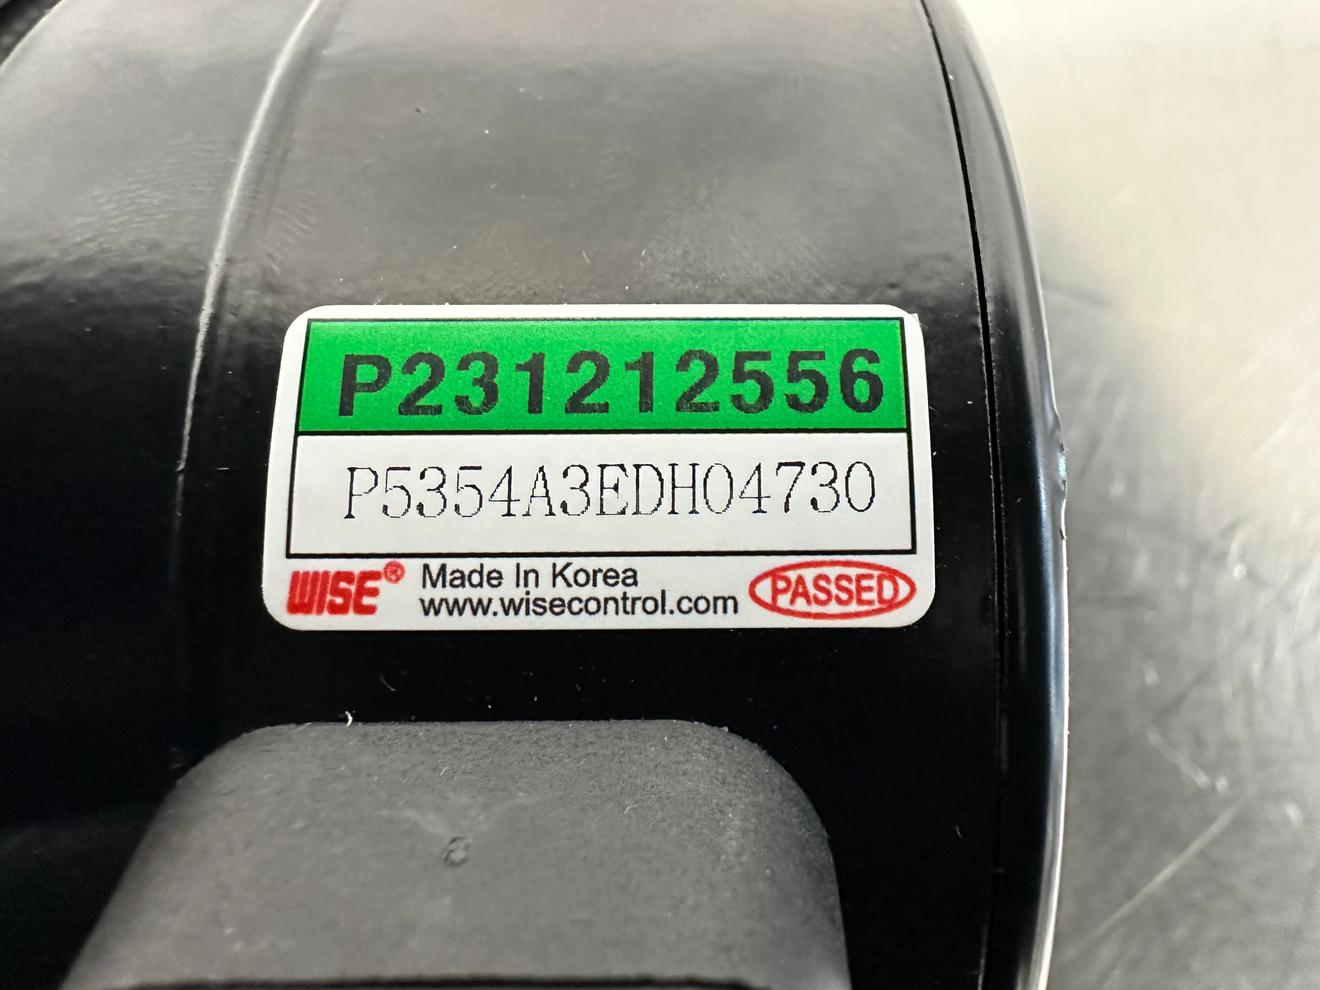 P231212556
P5354A3EDH04730
WISE® Made In Korea
www.wisecontrol.com
PASSED